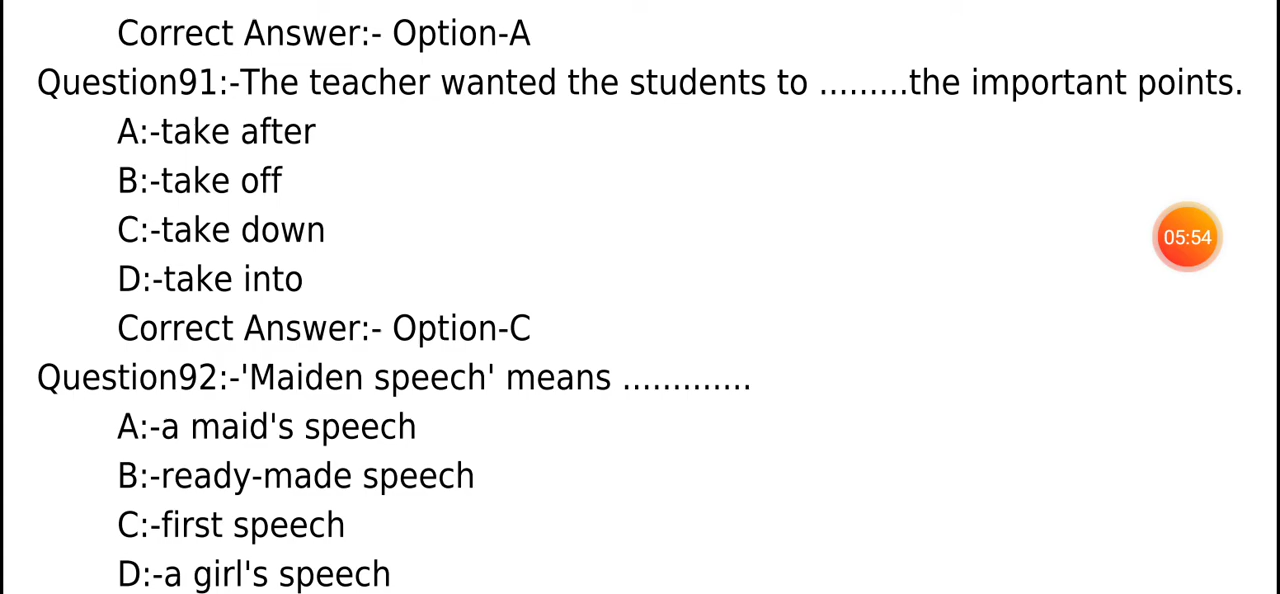 Correct Answer:- Option-A
Question91:-The teacher wanted the students to .........the important points.
A:-take after
B:-take off
C:-take down
05:54
D:-take into
Correct Answer:- Option-C
Question92:-'Maiden speech' means .............
A:-a maid's speech
B:-ready-made speech
C:-first speech
D:-a girl's speech